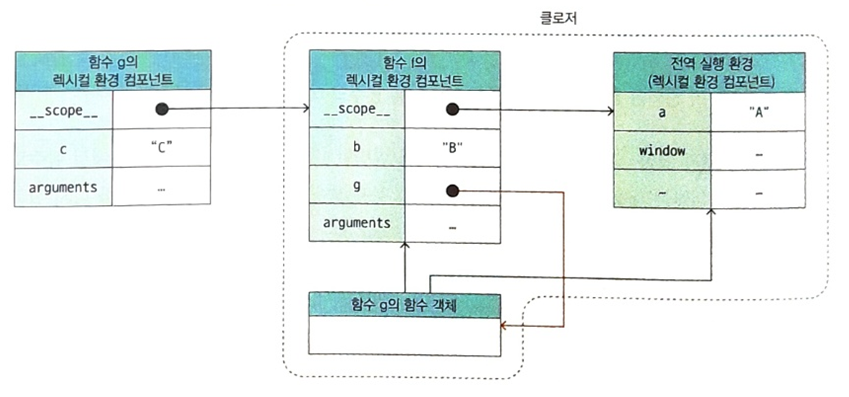 클로저
함수 g의
렉시컬 환경 컴포넌트
__scope__
c
"C"
arguments
…
함수 f의
렉시컬 환경 컴포넌트
__scope__
b
"B"
g
arguments
…
전역 실행 환경
(렉시컬 환경 컴포넌트)
a
"A"
window
…
…
…
함수 g의 함수 객체